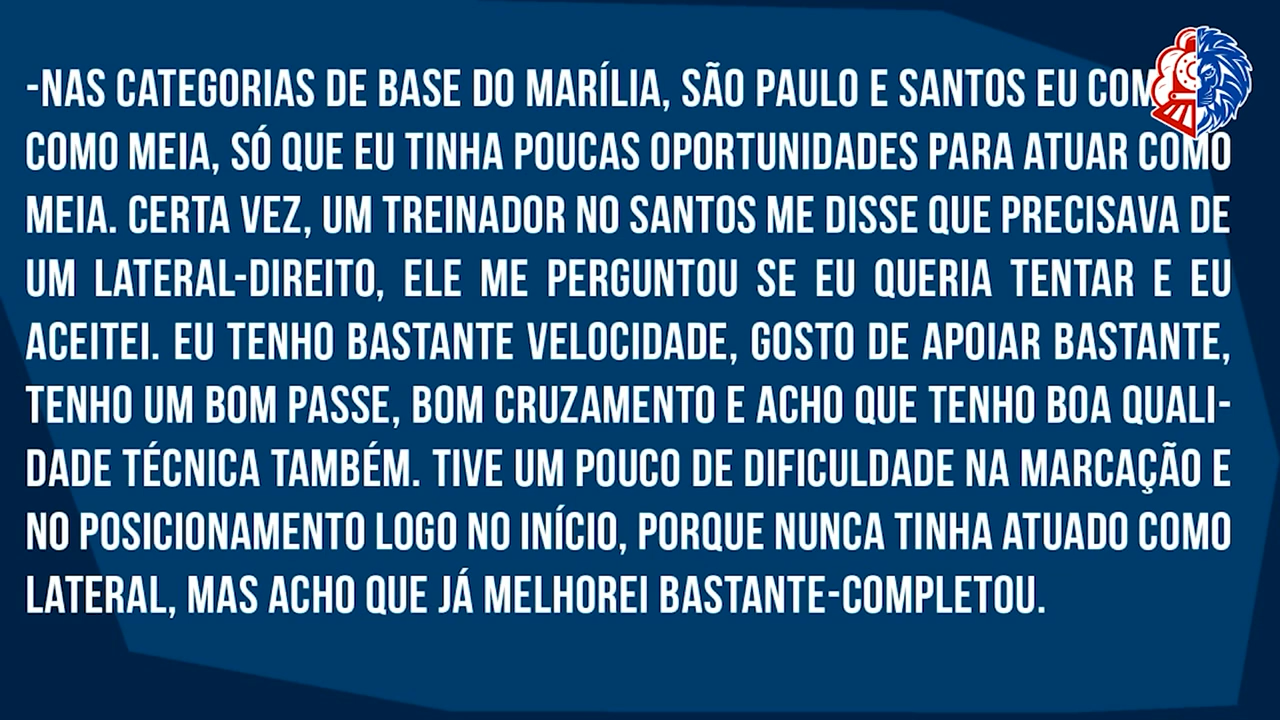 -NAS CATEGORIAS DE BASE DO MARÍLIA, SÃO PAULO E SANTOS EU
COMO MEIA, SÓ QUE EU TINHA POUCAS OPORTUNIDADES PARA ATUAR COMO
MEIA. CERTA VEZ, UM TREINADOR NO SANTOS ME DISSE QUE PRECISAVA DE
UM LATERAL-DIREITO, ELE ME PERGUNTOU SE EU QUERIA TENTAR E EU
ACEITEI. EU TENHO BASTANTE VELOCIDADE, GOSTO DE APOIAR BASTANTE,
TENHO UM BOM PASSE, BOM CRUZAMENTO E ACHO QUE TENHO BOA QUALI-
DADE TÉCNICA TAMBÉM. TIVE UM POUCO DE DIFICULDADE NA MARCAÇÃO E
NO POSICIONAMENTO LOGO NO INÍCIO, PORQUE NUNCA TINHA ATUADO COMO
LATERAL, MAS ACHO QUE JÁ MELHOREI BASTANTE-COMPLETOU.